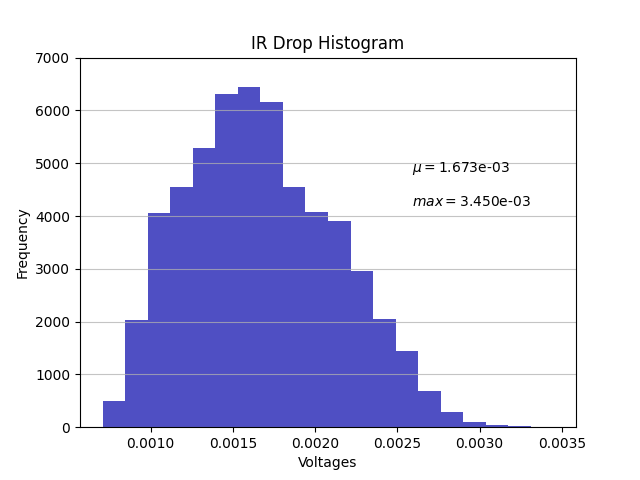 IR Drop Histogram
7000
6000
5000
4000
3000
2000
1000
0
Frequency
μ = 1.673e-03
max = 3.450e-03
0.0010 0.0015 0.0020 0.0025 0.0030 0.0035
Voltages